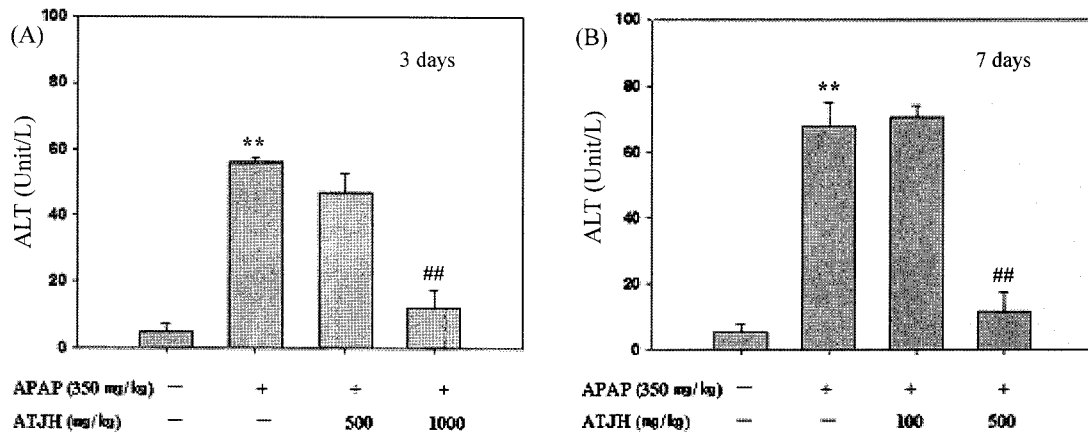 (A)
3 days
ALT (Unit/L)
100
80
60
40
20
0
**
##
APAP (350 mg/kg) — + + +
ATJH (mg/kg) — — 500 1000
(B)
7 days
ALT (Unit/L)
100
80
60
40
20
0
**
##
APAP (350 mg/kg) — + + +
ATJH (mg/kg) — — 100 500